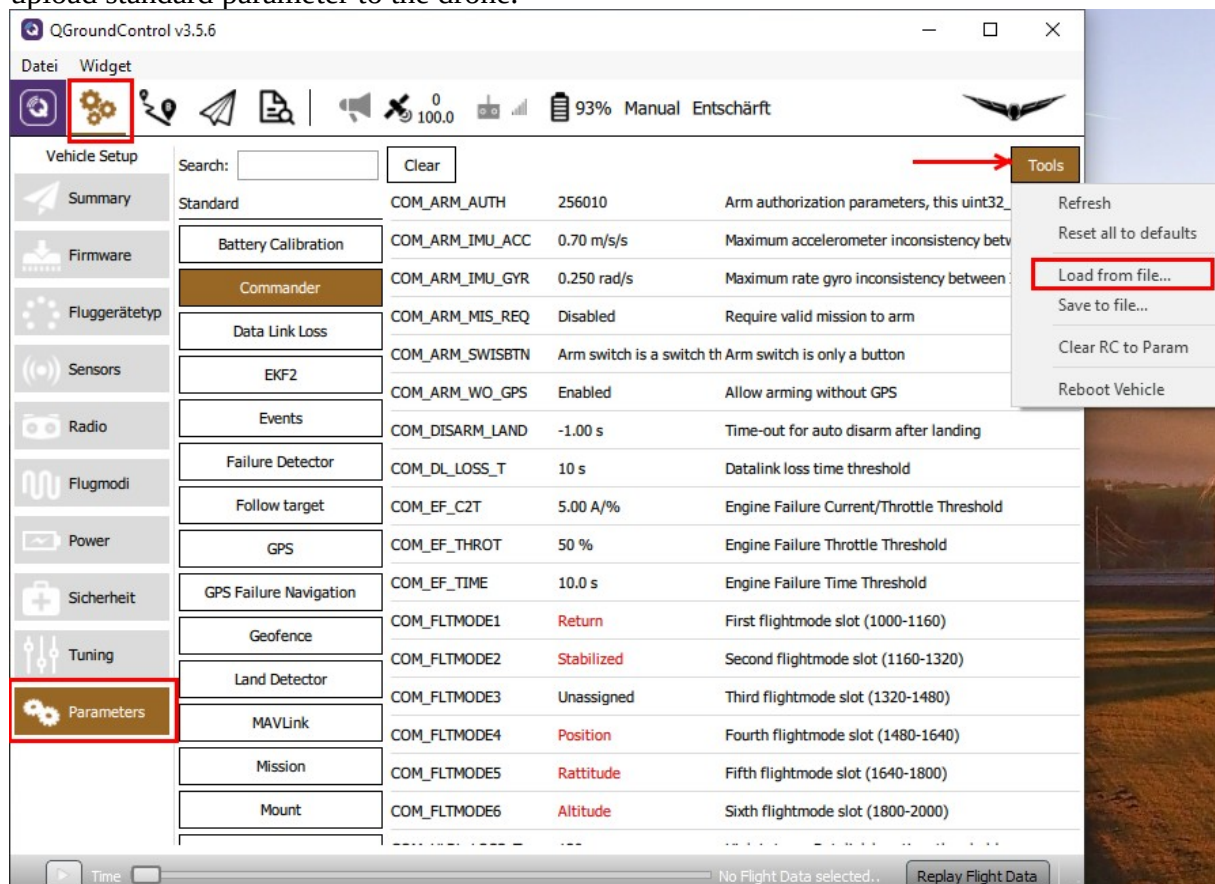 upload standard parameter to the drone.
QGroundControl v3.5.6
Datei Widget
0
100.0
93% Manual Entschärft
Vehicle Setup
Search:
Clear
Tools
Summary
Firmware
Fluggerätetyp
Sensors
Radio
Flugmodi
Power
Sicherheit
Tuning
Parameters
Standard
Battery Calibration
Commander
Data Link Loss
EKF2
Events
Failure Detector
Follow target
GPS
GPS Failure Navigation
Geofence
Land Detector
MAVLink
Mission
Mount
COM_ARM_AUTH 256010 Arm authorization parameters, this uint32_
COM_ARM_IMU_ACC 0.70 m/s/s Maximum accelerometer inconsistency betw
COM_ARM_IMU_GYR 0.250 rad/s Maximum rate gyro inconsistency between
COM_ARM_MIS_REQ Disabled Require valid mission to arm
COM_ARM_SWISBTN Arm switch is a switch th Arm switch is only a button
COM_ARM_WO_GPS Enabled Allow arming without GPS
COM_DISARM_LAND -1.00 s Time-out for auto disarm after landing
COM_DL_LOSS_T 10 s Datalink loss time threshold
COM_EF_C2T 5.00 A/% Engine Failure Current/Throttle Threshold
COM_EF_THROT 50 % Engine Failure Throttle Threshold
COM_EF_TIME 10.0 s Engine Failure Time Threshold
COM_FLTMODE1 Return First flightmode slot (1000-1160)
COM_FLTMODE2 Stabilized Second flightmode slot (1160-1320)
COM_FLTMODE3 Unassigned Third flightmode slot (1320-1480)
COM_FLTMODE4 Position Fourth flightmode slot (1480-1640)
COM_FLTMODE5 Rattitude Fifth flightmode slot (1640-1800)
COM_FLTMODE6 Altitude Sixth flightmode slot (1800-2000)
Refresh
Reset all to defaults
Load from file...
Save to file...
Clear RC to Param
Reboot Vehicle
Time
No Flight Data selected..
Replay Flight Data